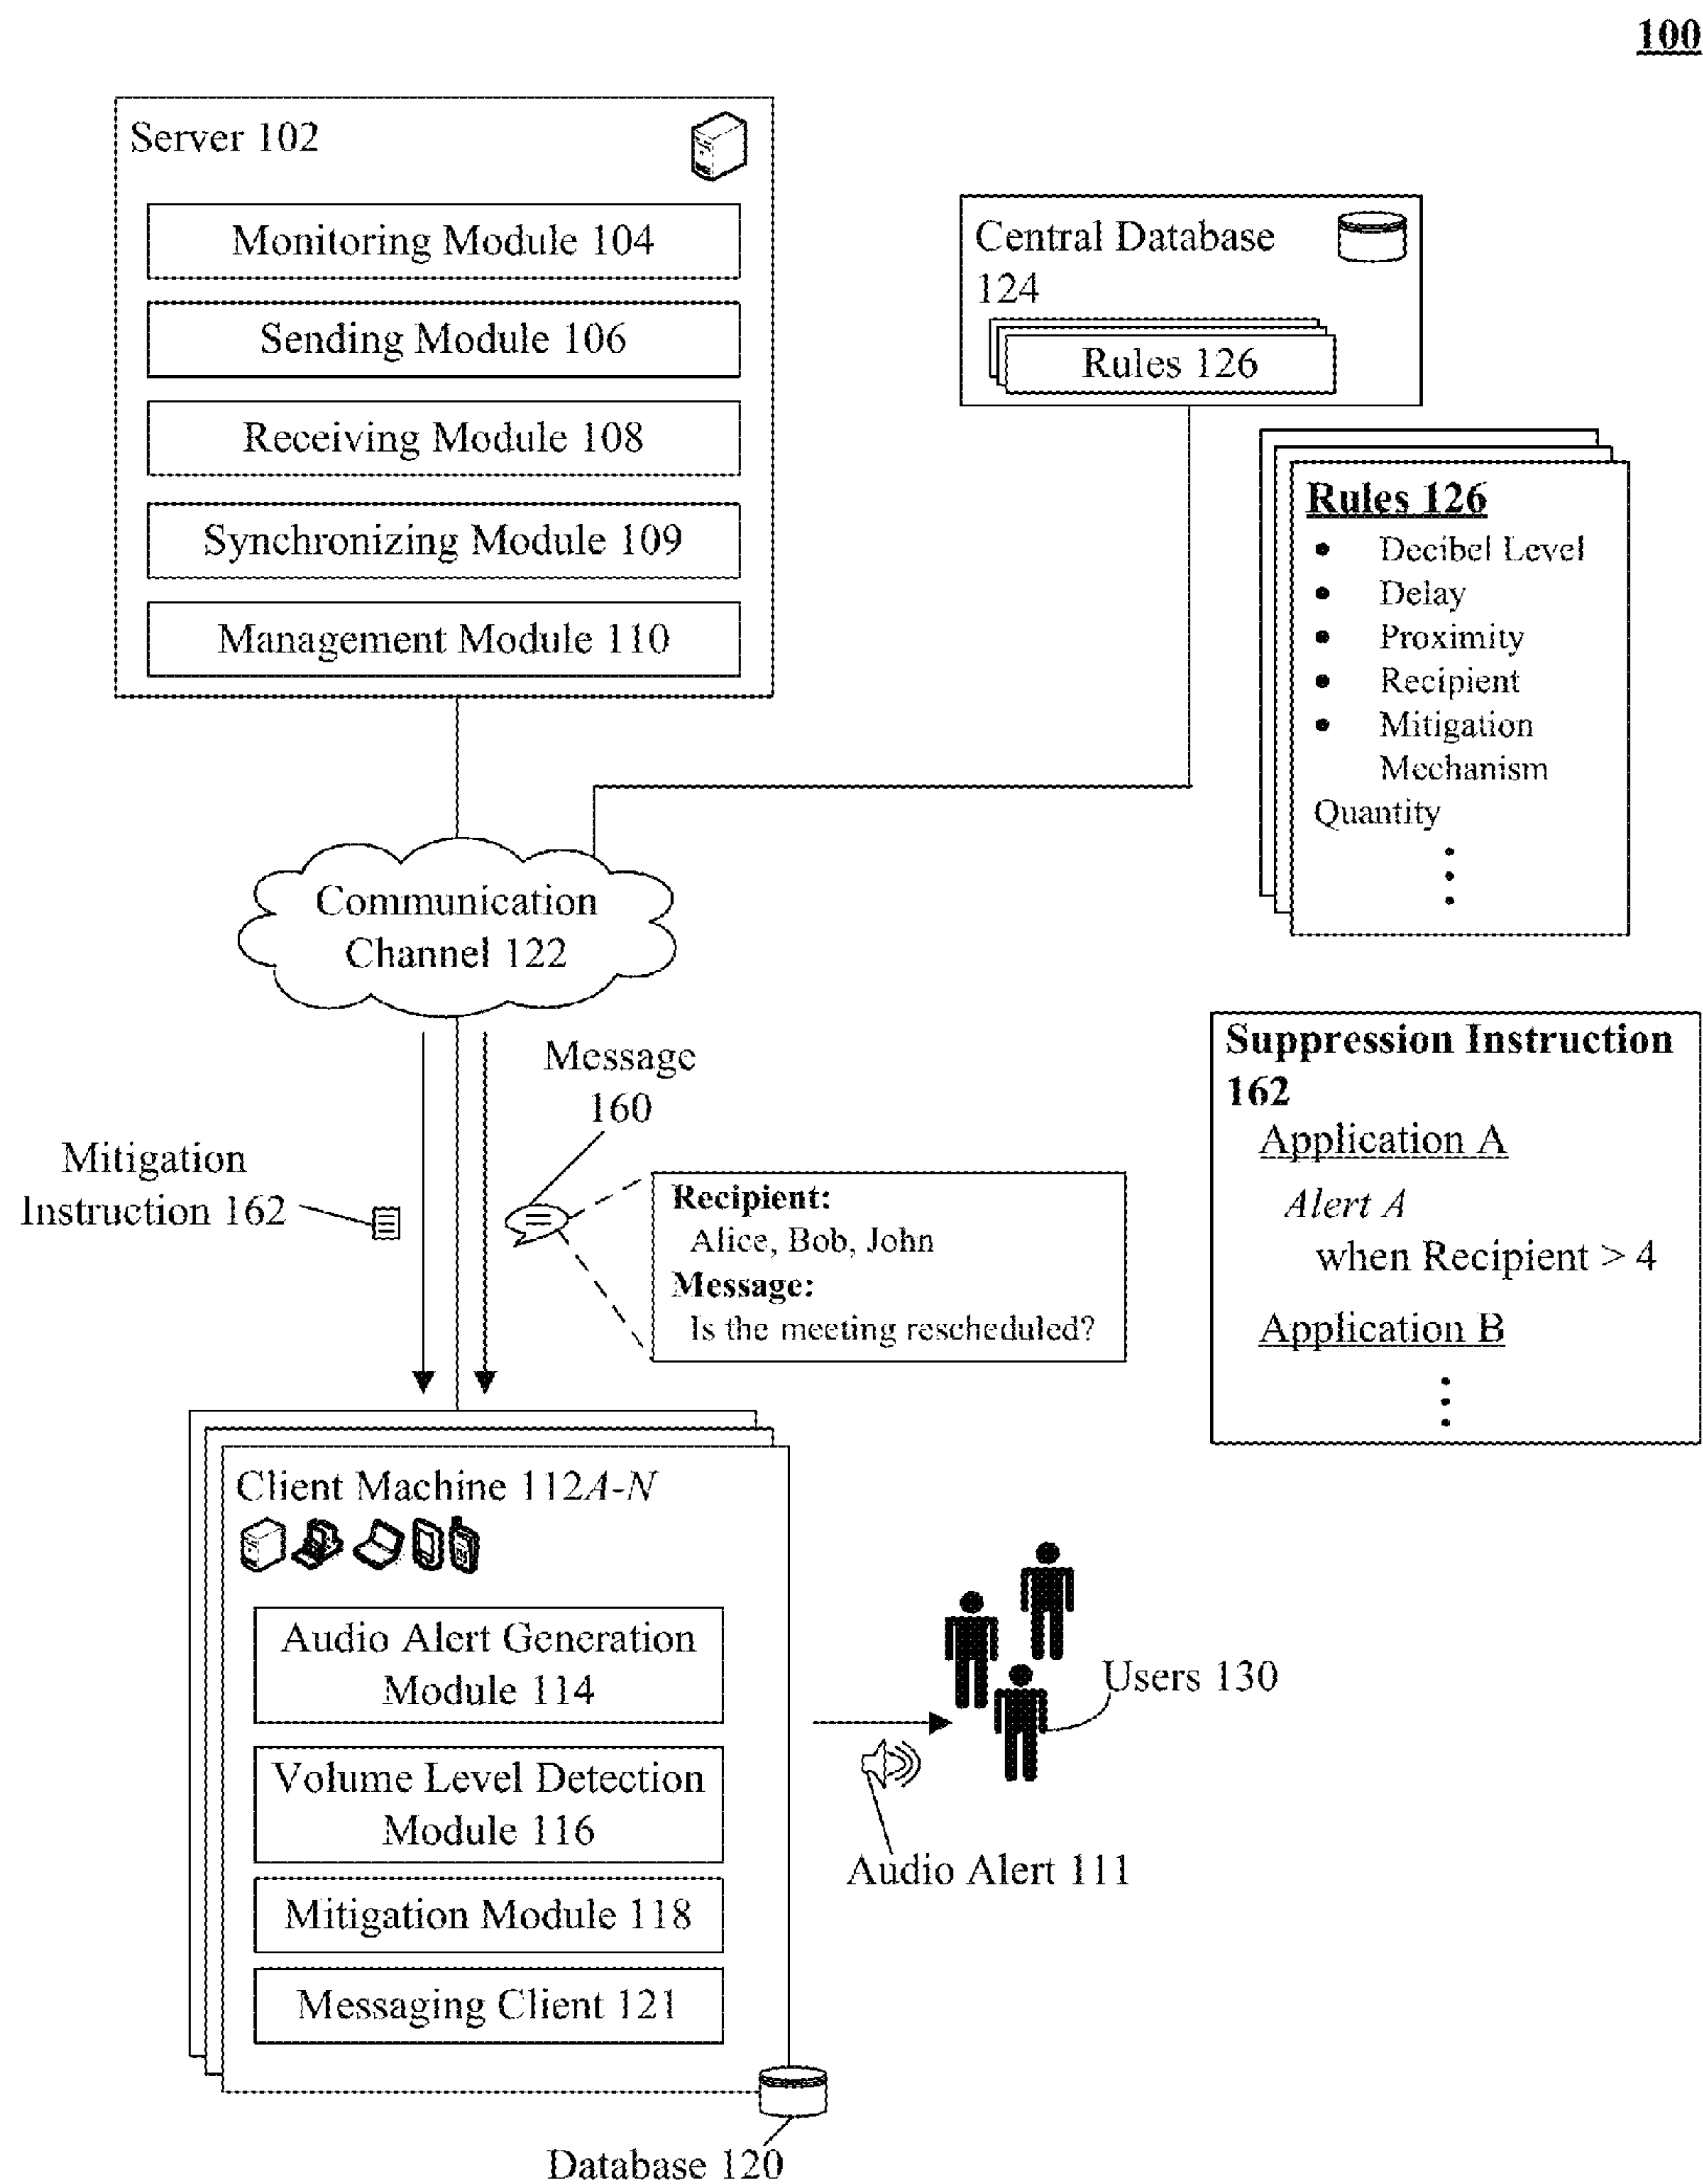 100
Server 102
Monitoring Module 104
Sending Module 106
Receiving Module 108
Synchronizing Module 109
Management Module 110
Central Database
124
Rules 126
Rules 126
• Decibel Level
• Delay
• Proximity
• Recipient
• Mitigation
Mechanism
Quantity
Communication
Channel 122
Message
160
Mitigation
Instruction 162
Recipient:
Alice, Bob, John
Message:
Is the meeting rescheduled?
Suppression Instruction
162
Application A
Alert A
when Recipient > 4
Application B
Client Machine 112A-N
Audio Alert Generation
Module 114
Volume Level Detection
Module 116
Mitigation Module 118
Messaging Client 121
Users 130
Audio Alert 111
Database 120